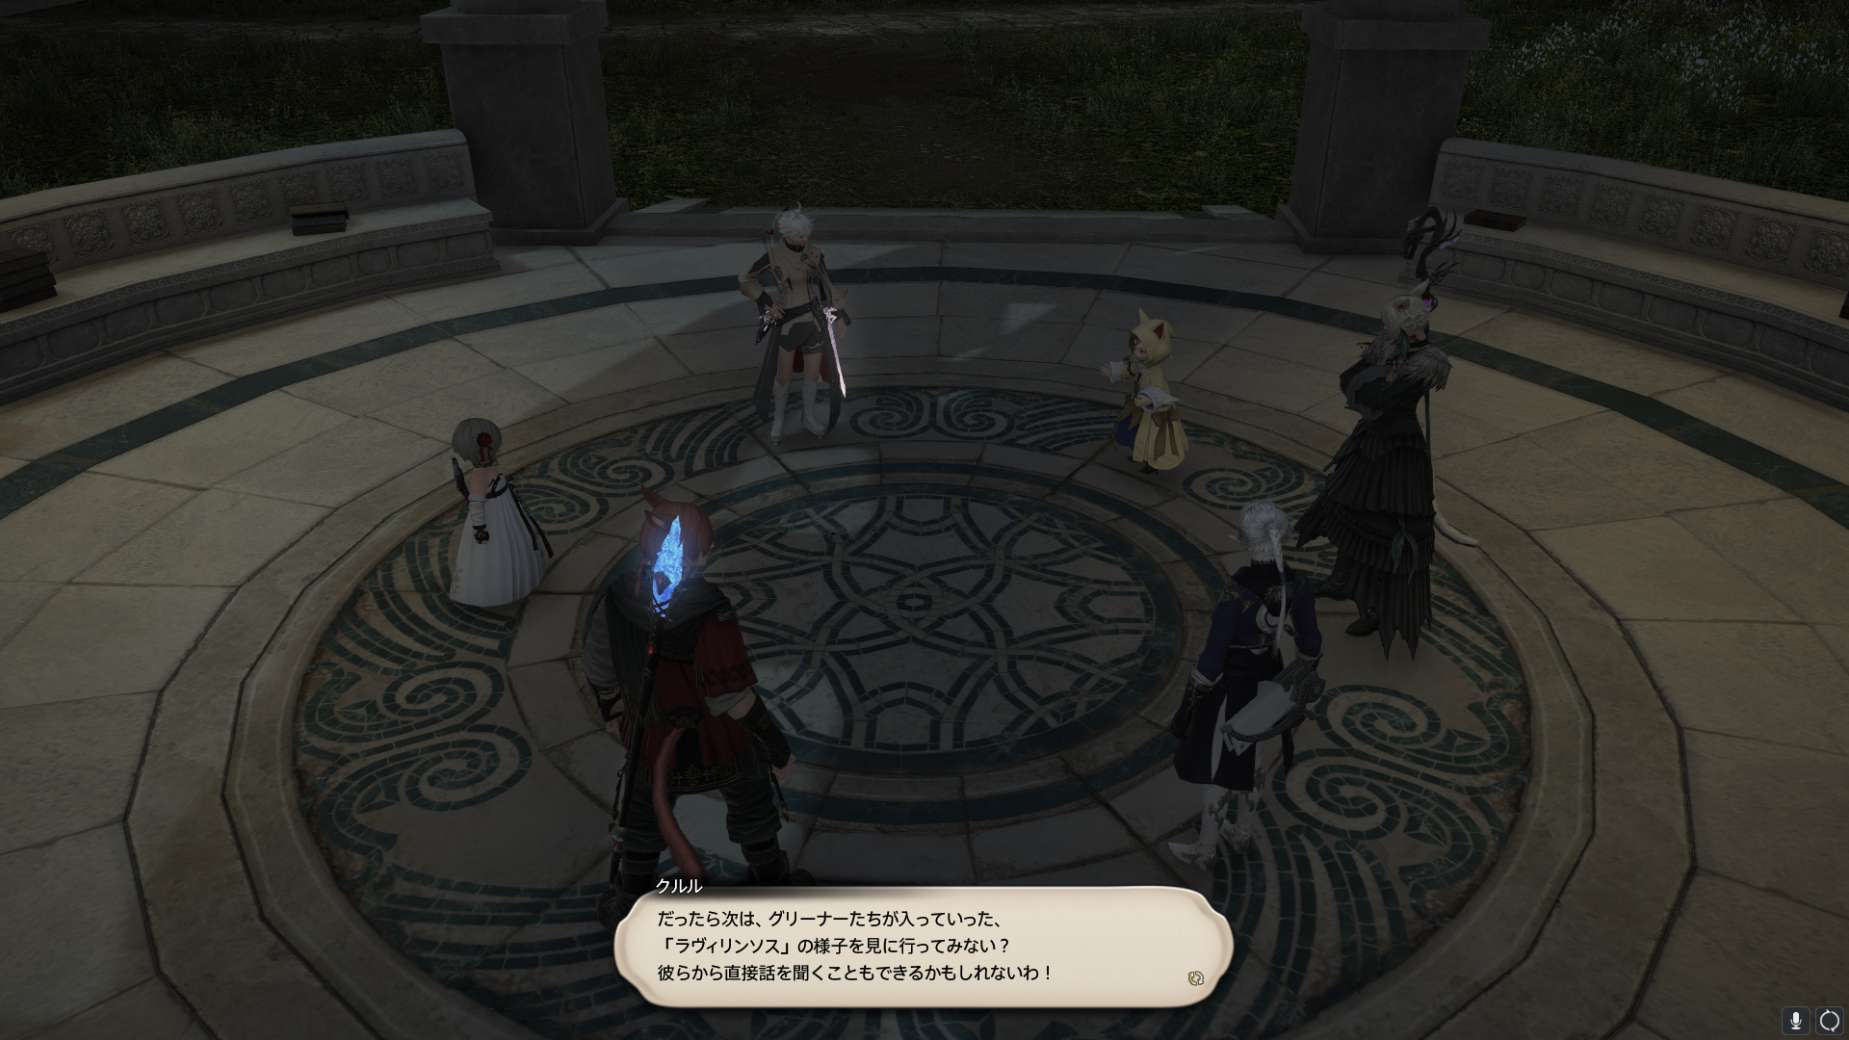 クルル
だったら次は、グリーナーたちが入っていった、
「ラヴィリンソス」の様子を見に行ってみない？
彼らから直接話を聞くこともできるかもしれないわ！